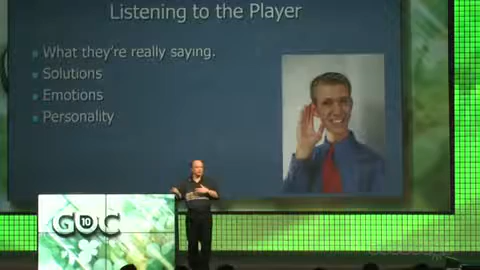 Listening to the Player
What they're really saying.
Solutions
Emotions
Personality
GDC
10